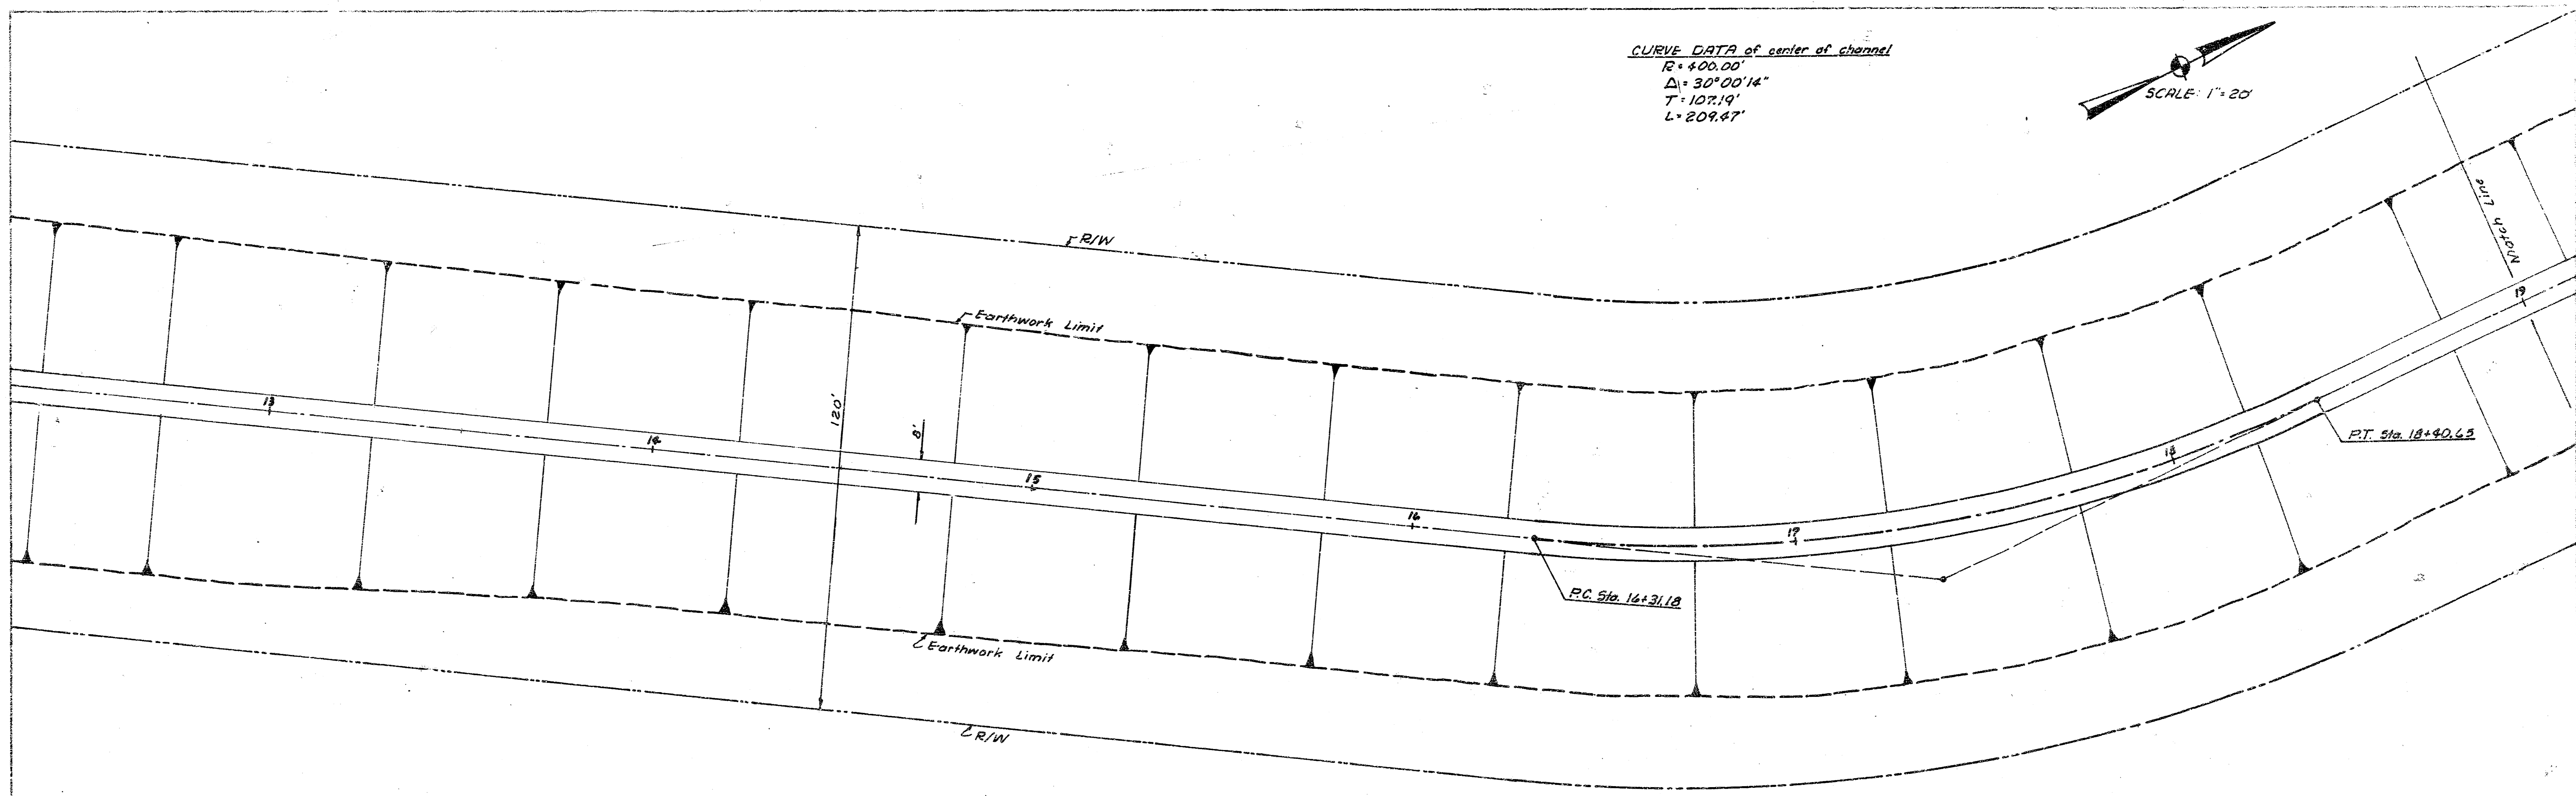 CURVE DATA of center of channel
R = 400.00'
Δ = 30°00'14"
T = 107.19'
L = 209.47'
SCALE: 1" = 20'
Match Line
R/W
Earthwork Limit
120'
8'
13
14
15
16
17
18
19
P.T. Sta. 18+40.65
P.C. Sta. 16+31.18
Earthwork Limit
R/W